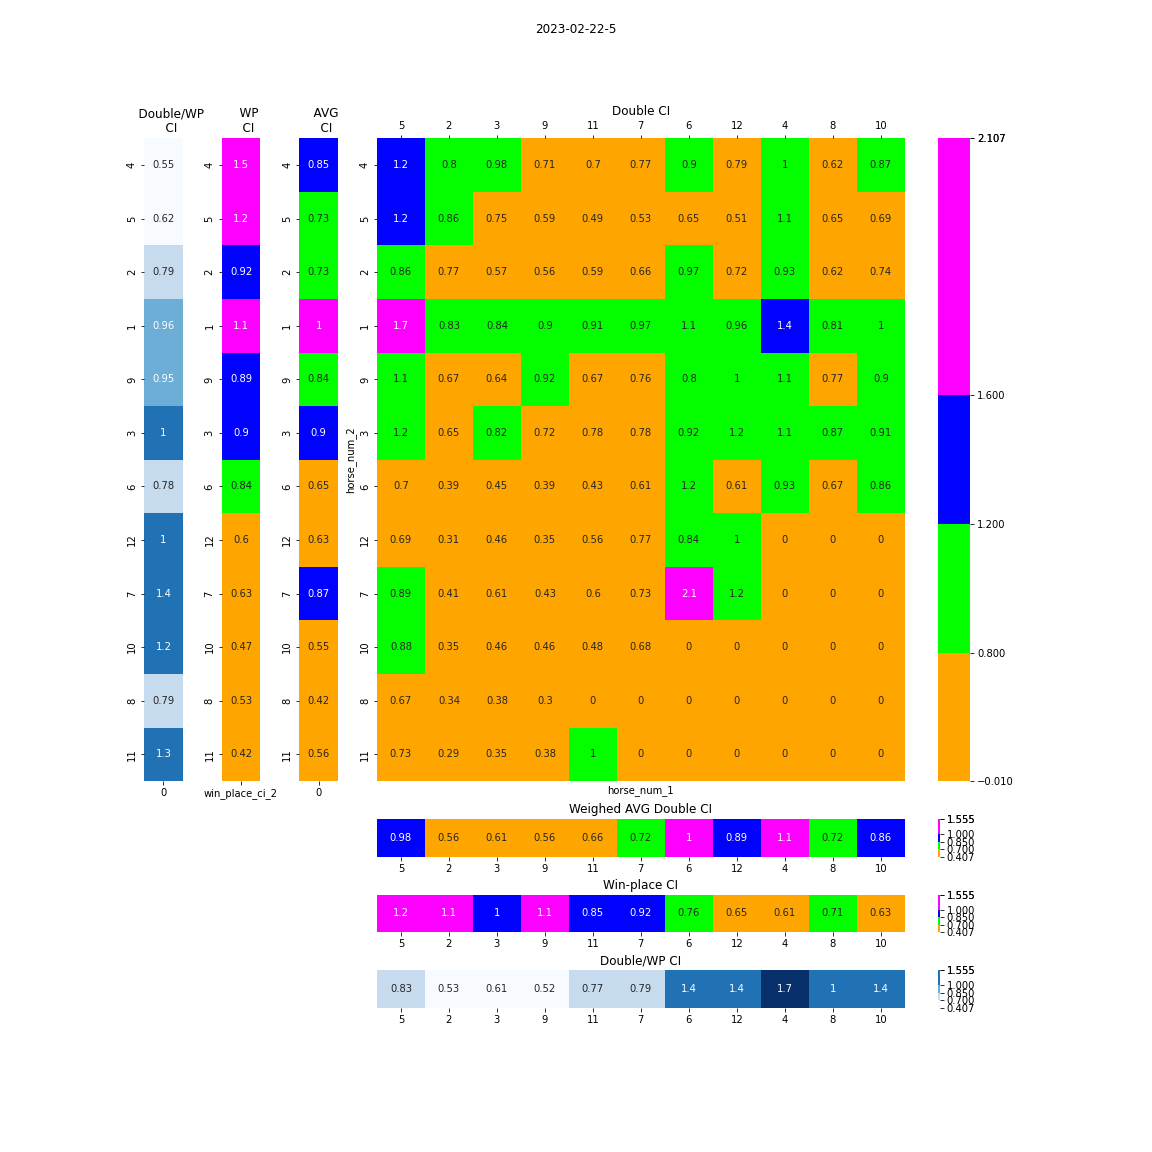 2023-02-22-5
Double/WP CI
WP CI
AVG CI
Double CI
5 2 3 9 11 7 6 12 4 8 10
4 0.55 4 1.5 4 0.85 4 1.2 0.8 0.98 0.71 0.7 0.77 0.9 0.79 1 0.62 0.87
5 0.62 5 1.2 5 0.73 5 1.2 0.86 0.75 0.59 0.49 0.53 0.65 0.51 1.1 0.65 0.69
2 0.79 2 0.92 2 0.73 2 0.86 0.77 0.57 0.56 0.59 0.66 0.97 0.72 0.93 0.62 0.74
1 0.96 1 1.1 1 1 1 1.7 0.83 0.84 0.9 0.91 0.97 1.1 0.96 1.4 0.81 1
9 0.95 9 0.89 9 0.84 9 1.1 0.67 0.64 0.92 0.67 0.76 0.8 1 1.1 0.77 0.9
3 1 3 0.9 3 0.9 3 1.2 0.65 0.82 0.72 0.78 0.78 0.92 1.2 1.1 0.87 0.91
6 0.78 6 0.84 6 0.65 6 0.7 0.39 0.45 0.39 0.43 0.61 1.2 0.61 0.93 0.67 0.86
12 1 12 0.6 12 0.63 12 0.69 0.31 0.46 0.35 0.56 0.77 0.84 1 0 0 0
7 1.4 7 0.63 7 0.87 7 0.89 0.41 0.61 0.43 0.6 0.73 2.1 1.2 0 0 0
10 1.2 10 0.47 10 0.55 10 0.88 0.35 0.46 0.46 0.48 0.68 0 0 0 0 0
8 0.79 8 0.53 8 0.42 8 0.67 0.34 0.38 0.3 0 0 0 0 0 0 0
11 1.3 11 0.42 11 0.56 11 0.73 0.29 0.35 0.38 1 0 0 0 0 0 0
horse_num_2
2.107
1.600
1.200
0.800
−0.010
0 win_place_ci_2 0 horse_num_1
Weighed AVG Double CI
0.98 0.56 0.61 0.56 0.66 0.72 1 0.89 1.1 0.72 0.86
5 2 3 9 11 7 6 12 4 8 10
1.555
1.000
0.850
0.700
0.407
Win-place CI
1.2 1.1 1 1.1 0.85 0.92 0.76 0.65 0.61 0.71 0.63
5 2 3 9 11 7 6 12 4 8 10
1.555
1.000
0.850
0.700
0.407
Double/WP CI
0.83 0.53 0.61 0.52 0.77 0.79 1.4 1.4 1.7 1 1.4
5 2 3 9 11 7 6 12 4 8 10
1.555
1.000
0.850
0.700
0.407